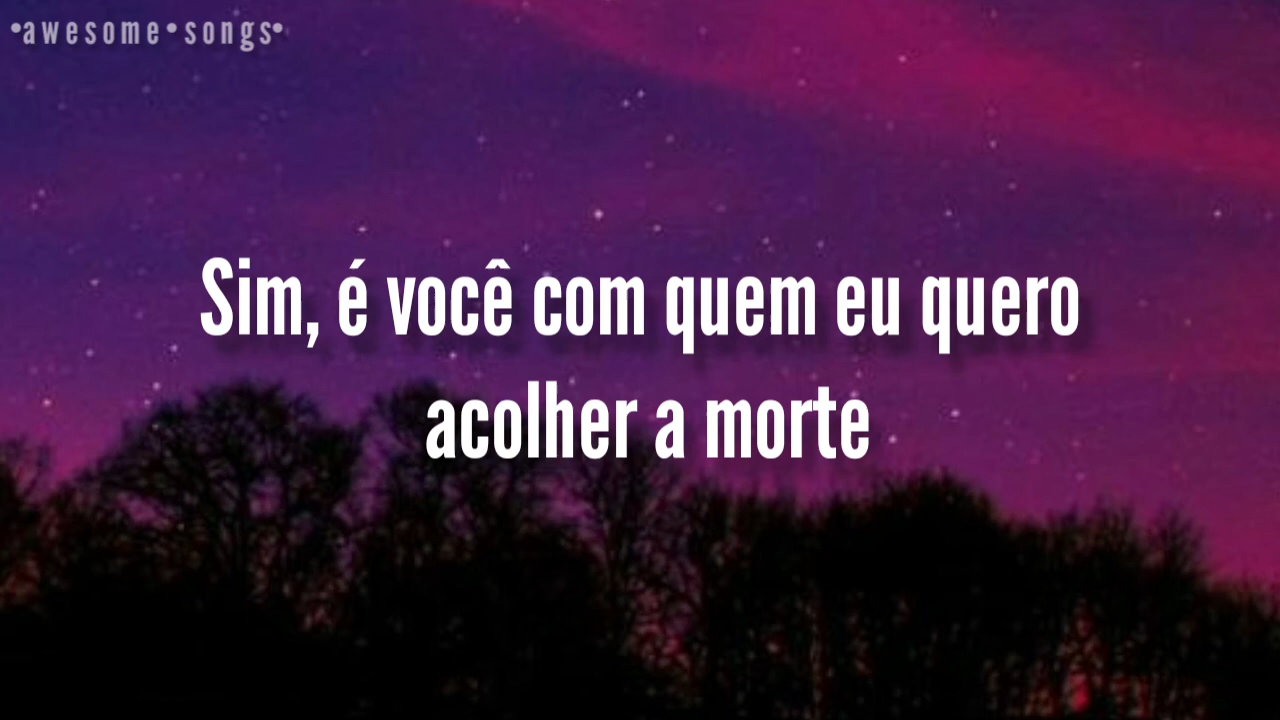 •awesome•songs•
Sim, é você com quem eu quero
acolher a morte